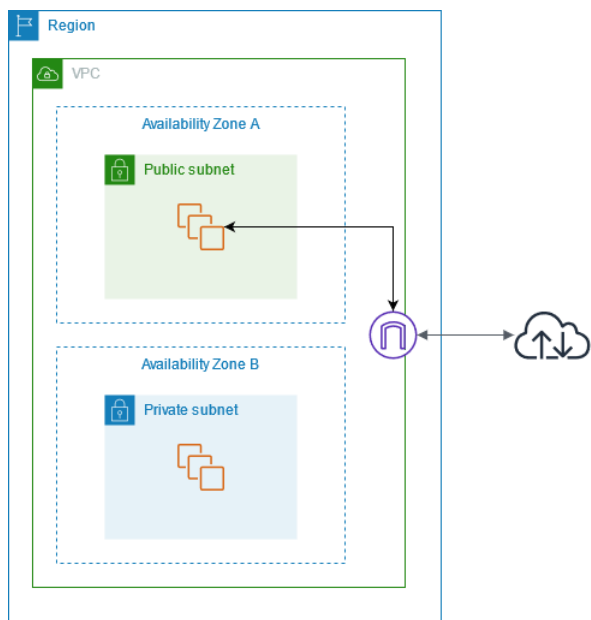 Region
VPC
Availability Zone A
Public subnet
Availability Zone B
Private subnet